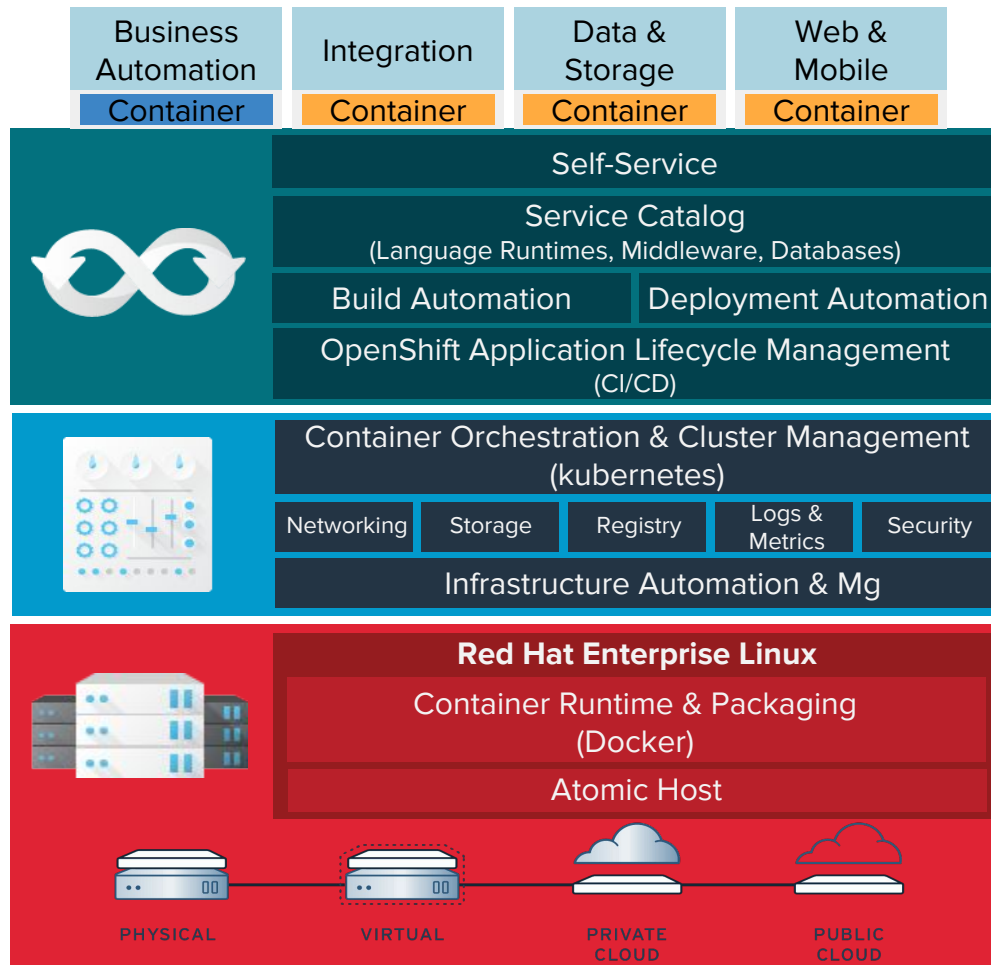 Business
Automation
Integration
Data &
Storage
Web &
Mobile
Container
Container
Container
Container
Self-Service
Service Catalog
(Language Runtimes, Middleware, Databases)
Build Automation
Deployment Automation
OpenShift Application Lifecycle Management
(CI/CD)
Container Orchestration & Cluster Management
(kubernetes)
Networking
Storage
Registry
Logs &
Metrics
Security
Infrastructure Automation & Mg
Red Hat Enterprise Linux
Container Runtime & Packaging
(Docker)
Atomic Host
PHYSICAL
VIRTUAL
PRIVATE
CLOUD
PUBLIC
CLOUD